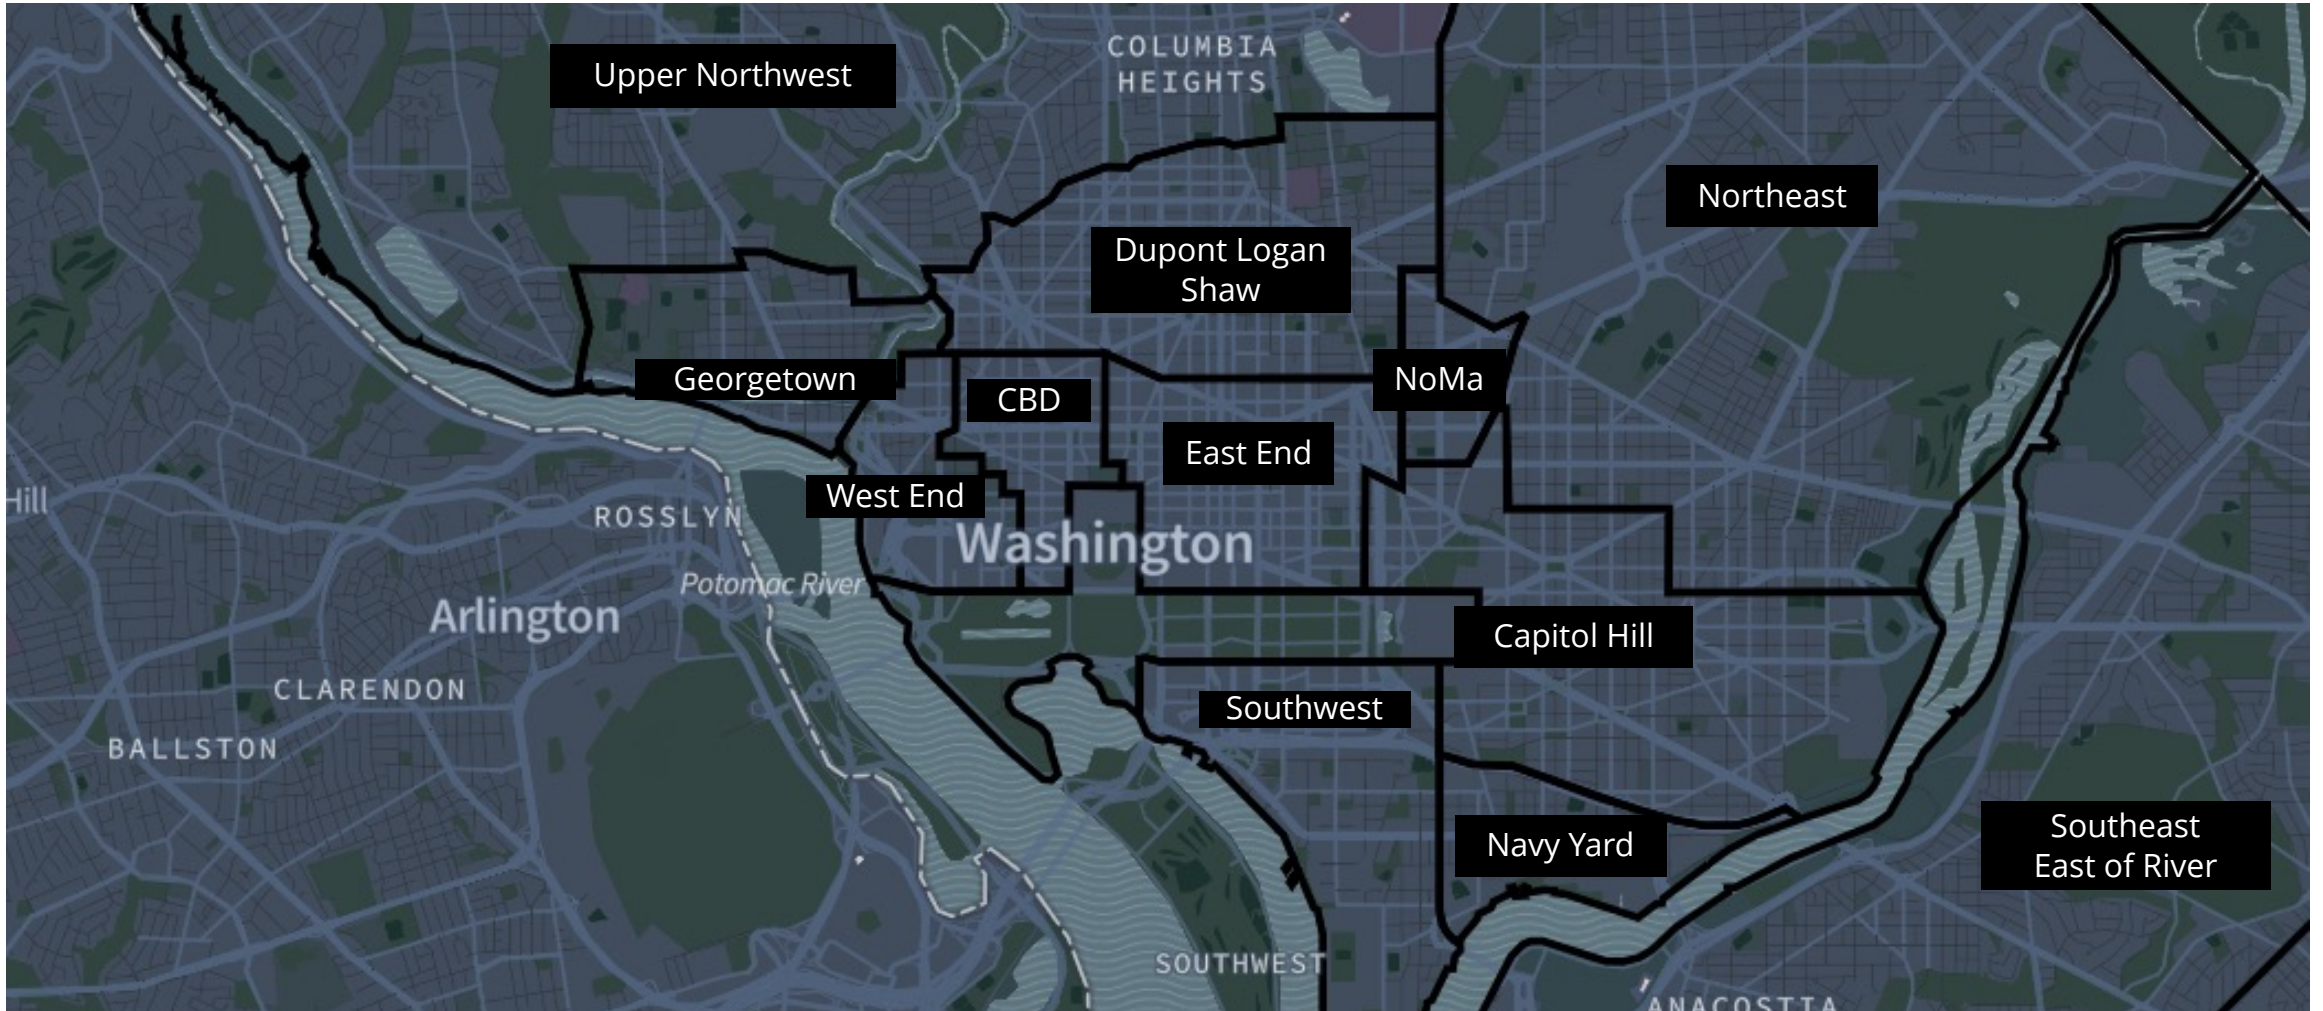 COLUMBIA
HEIGHTS
Upper Northwest
Northeast
Dupont Logan
Shaw
Georgetown
CBD
NoMa
East End
West End
Hill
ROSSLYN
Washington
Potomac River
Arlington
Capitol Hill
CLARENDON
Southwest
BALLSTON
Navy Yard
Southeast
East of River
SOUTHWEST
ANACOSTIA